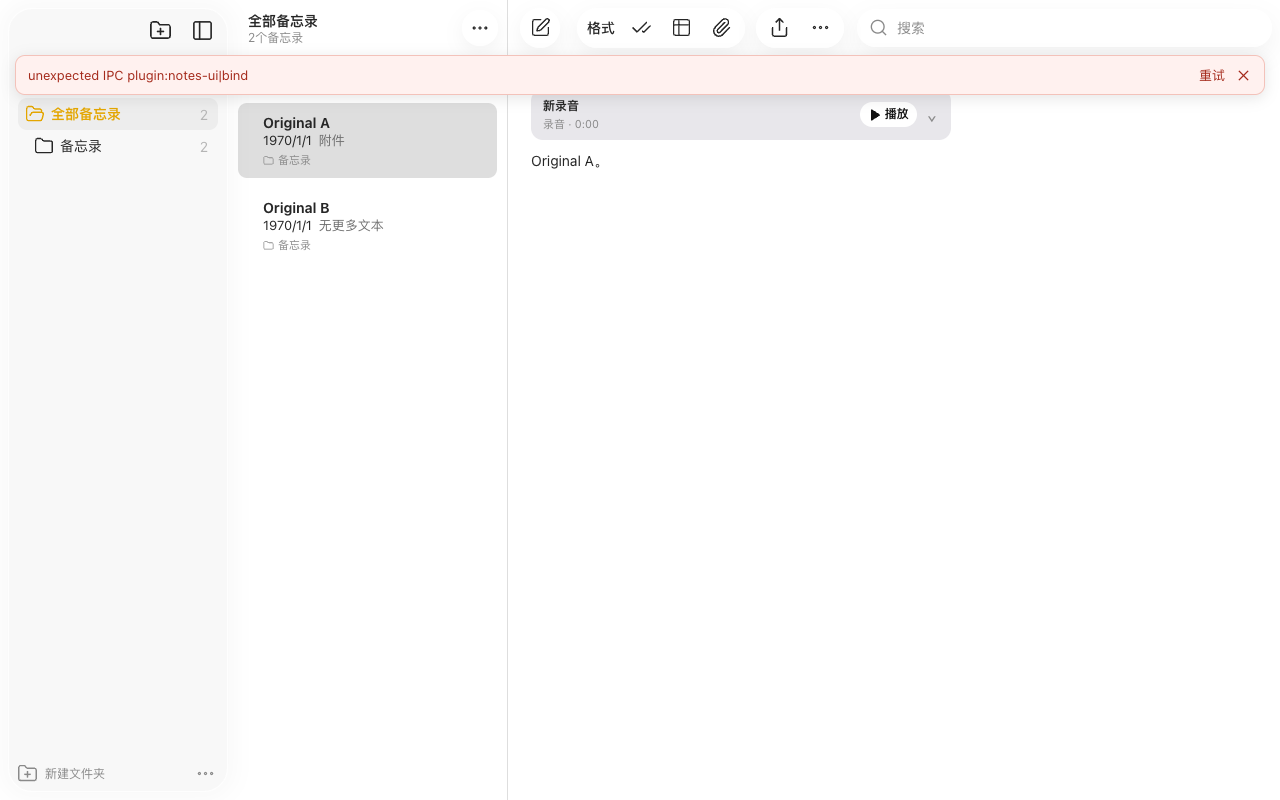 全部备忘录
2个备忘录
格式
搜索
unexpected IPC plugin:notes-ui|bind
重试
全部备忘录 2
备忘录 2
Original A
1970/1/1 附件
备忘录
Original B
1970/1/1 无更多文本
备忘录
新录音
录音 · 0:00
播放
Original A。
新建文件夹